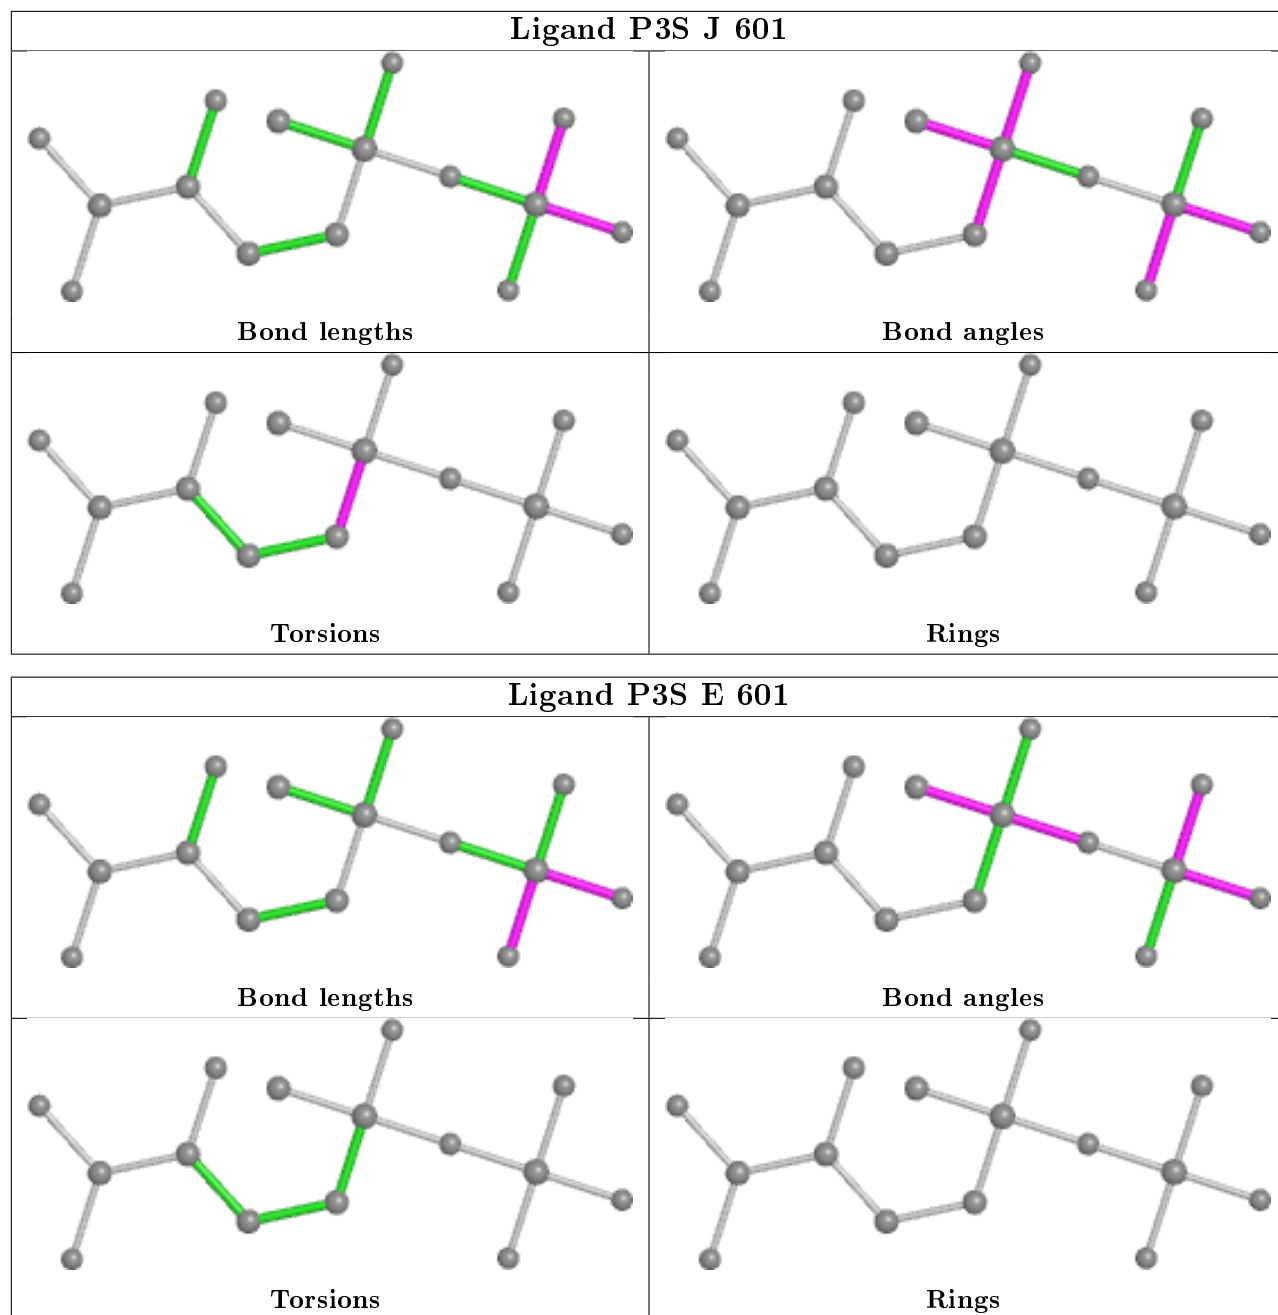 Ligand P3S J 601
Bond lengths
Bond angles
Torsions
Rings
Ligand P3S E 601
Bond lengths
Bond angles
Torsions
Rings